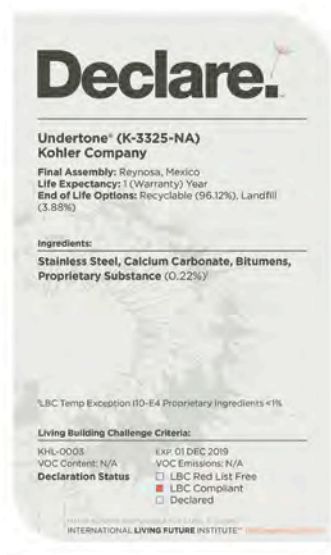 Declare.
Undertone® (K-3325-NA)
Kohler Company
Final Assembly: Reynosa, Mexico
Life Expectancy: 1 (Warranty) Year
End of Life Options: Recyclable (96.12%), Landfill
(3.88%)
Ingredients:
Stainless Steel, Calcium Carbonate, Bitumens,
Proprietary Substance (0.22%)¹
¹LBC Temp Exception I10-E4 Proprietary Ingredients <1%
Living Building Challenge Criteria:
KHL-0003 EXP. 01 DEC 2019
VOC Content: N/A VOC Emissions: N/A
Declaration Status LBC Red List Free
LBC Compliant
Declared
INTERNATIONAL LIVING FUTURE INSTITUTE™